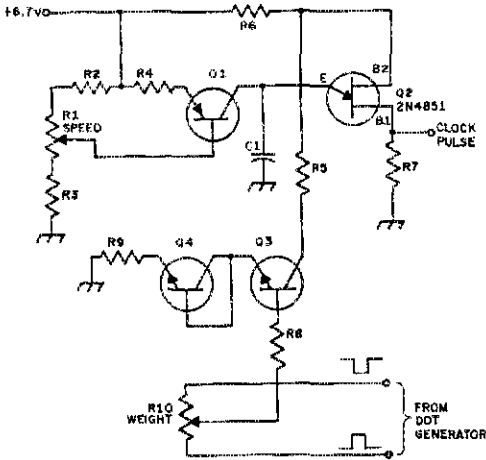 +6.7V
R6
R2
R4
Q1
E
B2
Q2
2N4851
B1
R1
SPEED
CLOCK
PULSE
C1
R5
R7
R3
R9
Q4
Q3
R8
R10
WEIGHT
FROM
DOT
GENERATOR